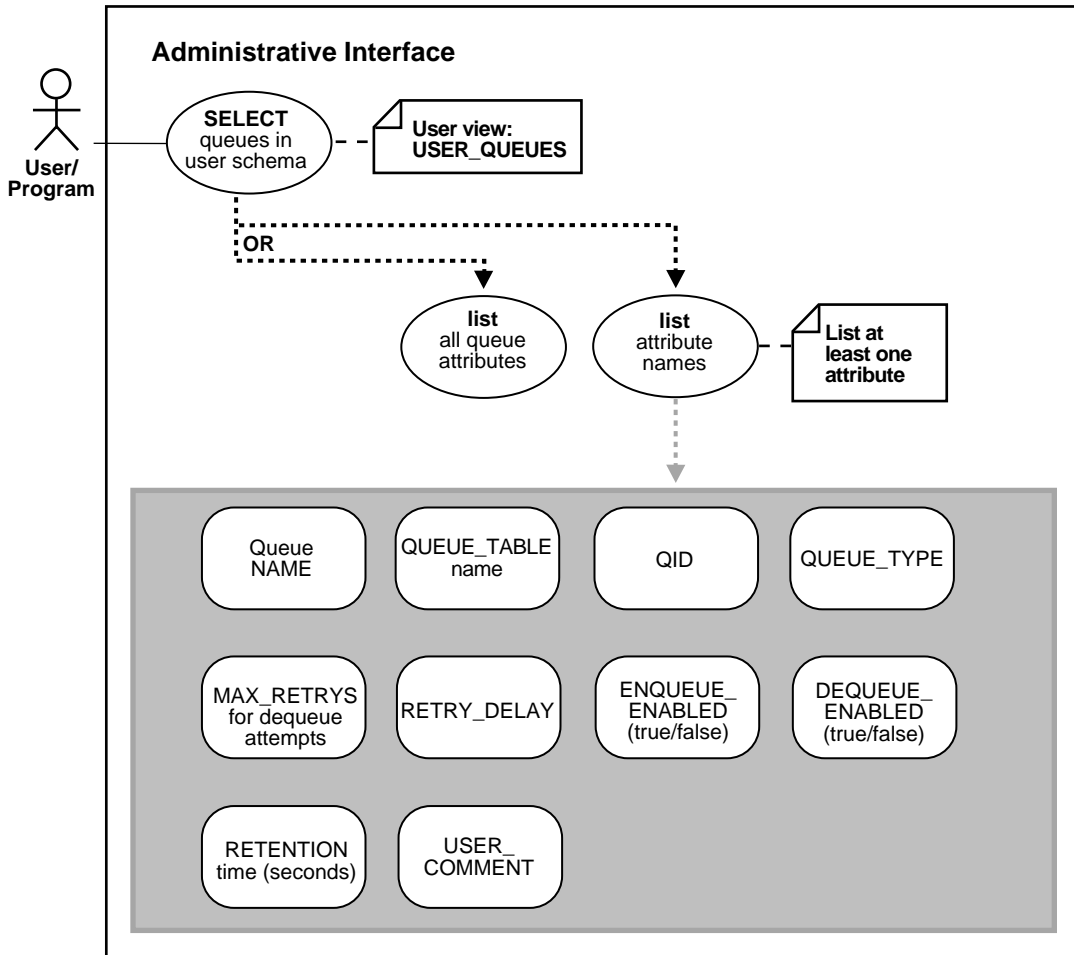 Administrative Interface
User/
Program
SELECT
queues in
user schema
User view:
USER_QUEUES
OR
list
all queue
attributes
list
attribute
names
List at
least one
attribute
Queue
NAME
QUEUE_TABLE
name
QID
QUEUE_TYPE
MAX_RETRYS
for dequeue
attempts
RETRY_DELAY
ENQUEUE_
ENABLED
(true/false)
DEQUEUE_
ENABLED
(true/false)
RETENTION
time (seconds)
USER_
COMMENT